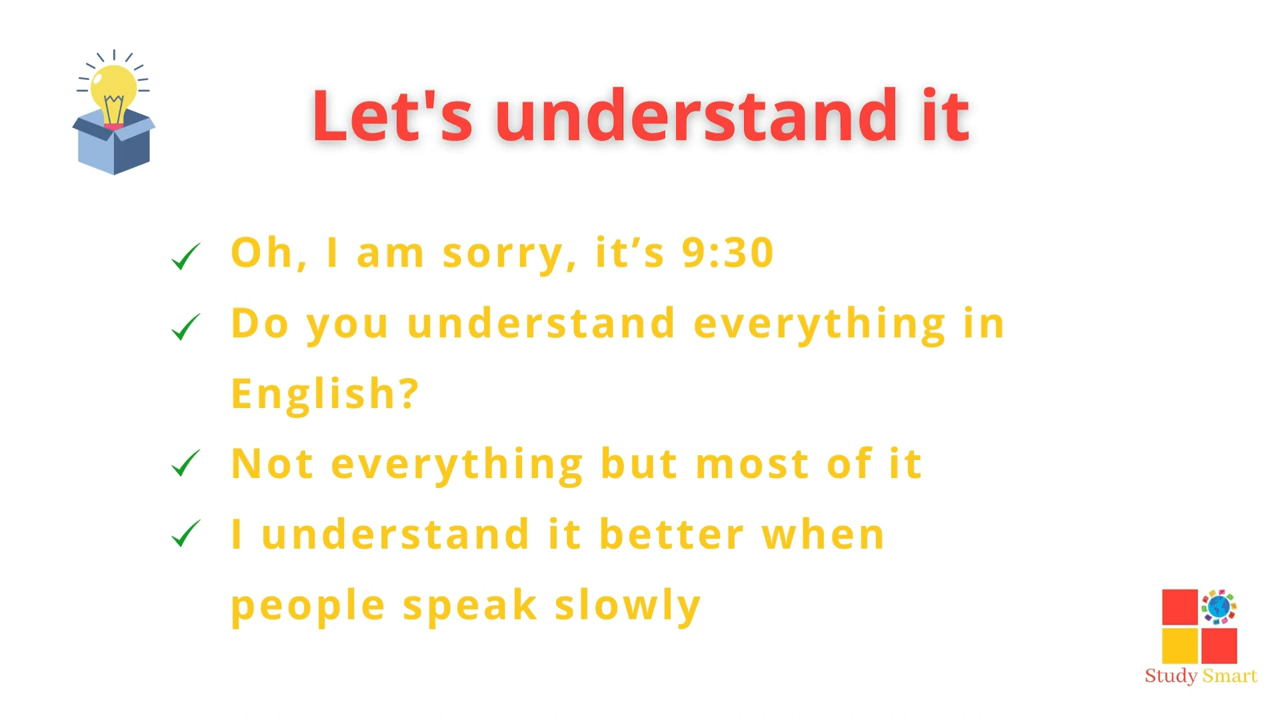 Let's understand it
Oh, I am sorry, it’s 9:30
Do you understand everything in
English?
Not everything but most of it
I understand it better when
people speak slowly
Study Smart